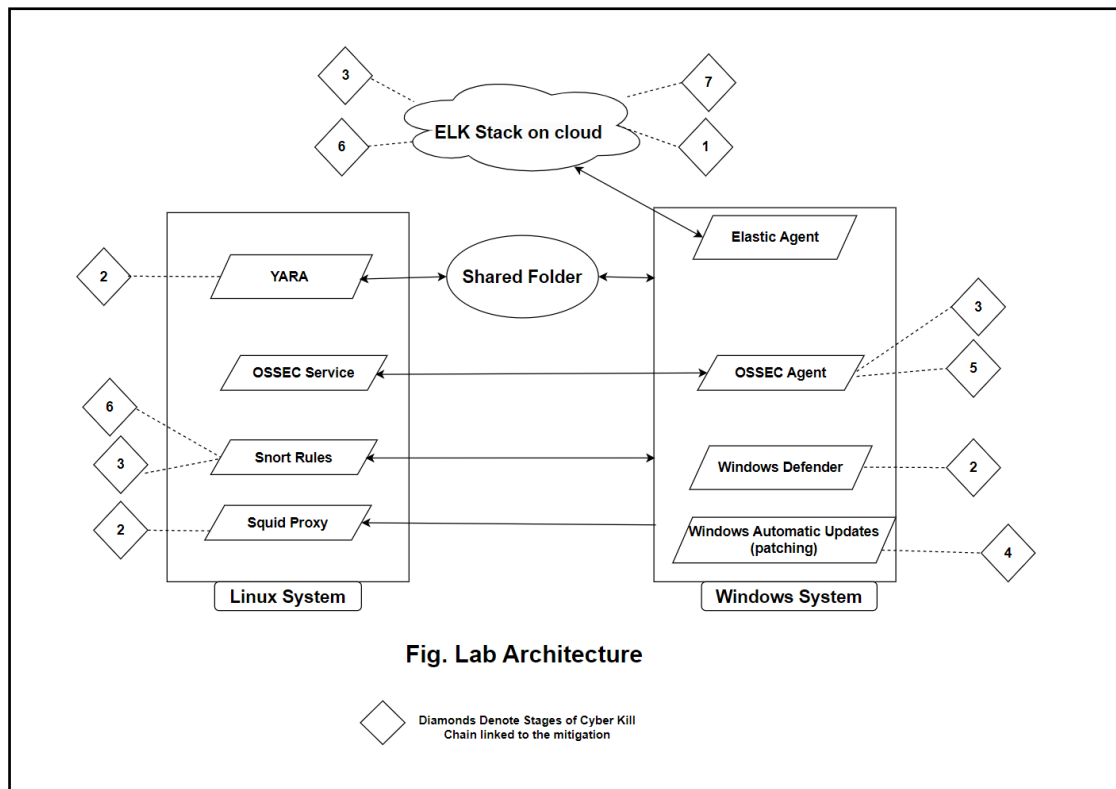 3
7
ELK Stack on cloud
6
1
Elastic Agent
2
YARA
Shared Folder
3
OSSEC Service
OSSEC Agent
5
6
Snort Rules
3
Windows Defender
2
2
Squid Proxy
Windows Automatic Updates
(patching)
4
Linux System
Windows System
Fig. Lab Architecture
Diamonds Denote Stages of Cyber Kill
Chain linked to the mitigation